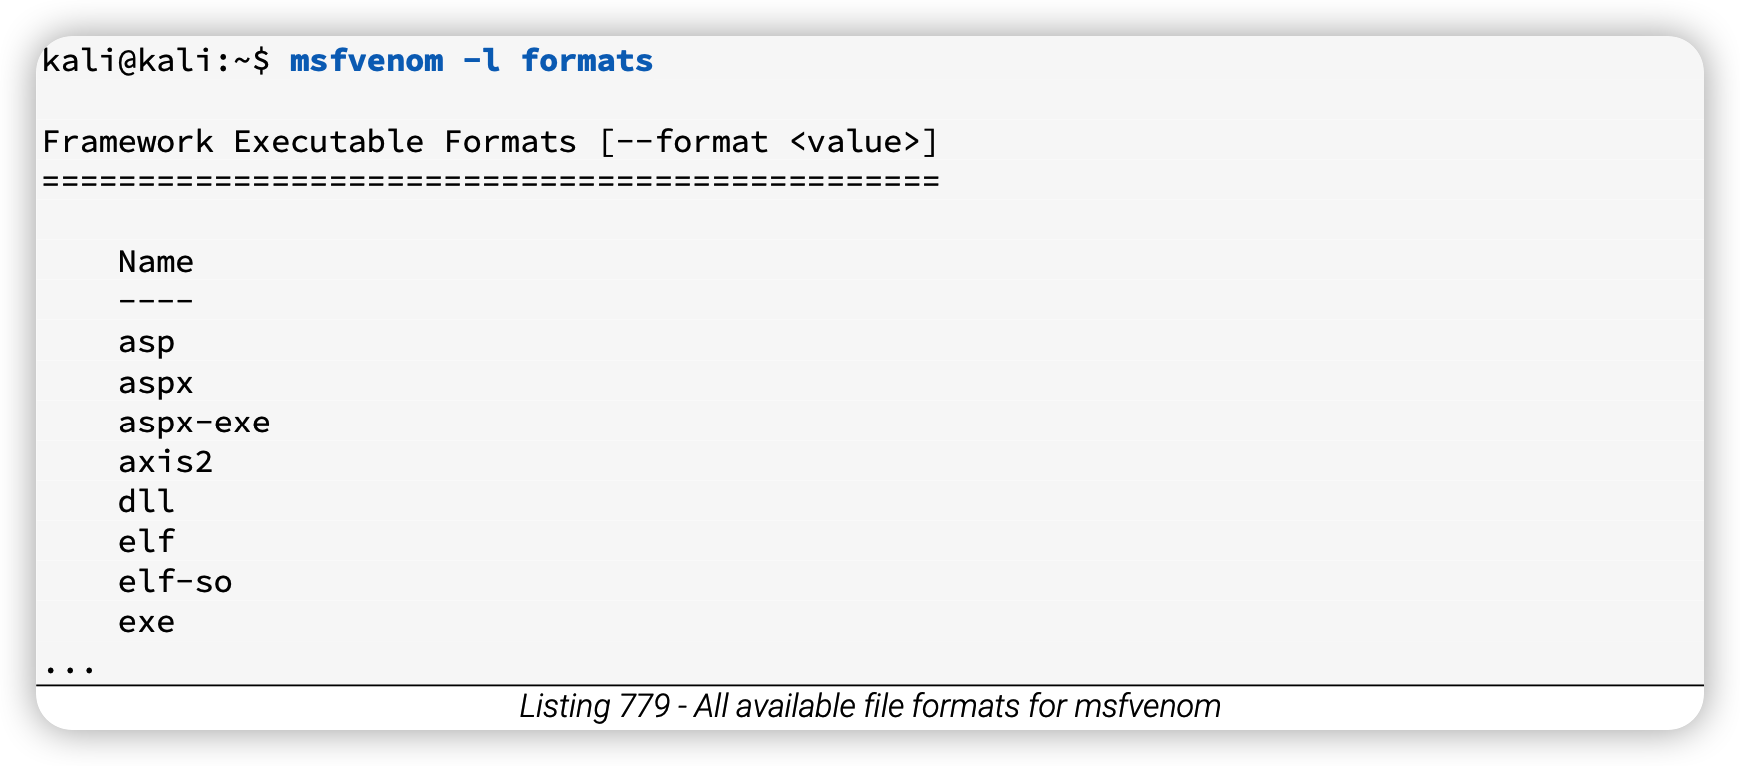 kali@kali:~$ msfvenom -l formats
Framework Executable Formats [--format <value>]
===============================================
Name
----
asp
aspx
aspx-exe
axis2
dll
elf
elf-so
exe
...
Listing 779 - All available file formats for msfvenom